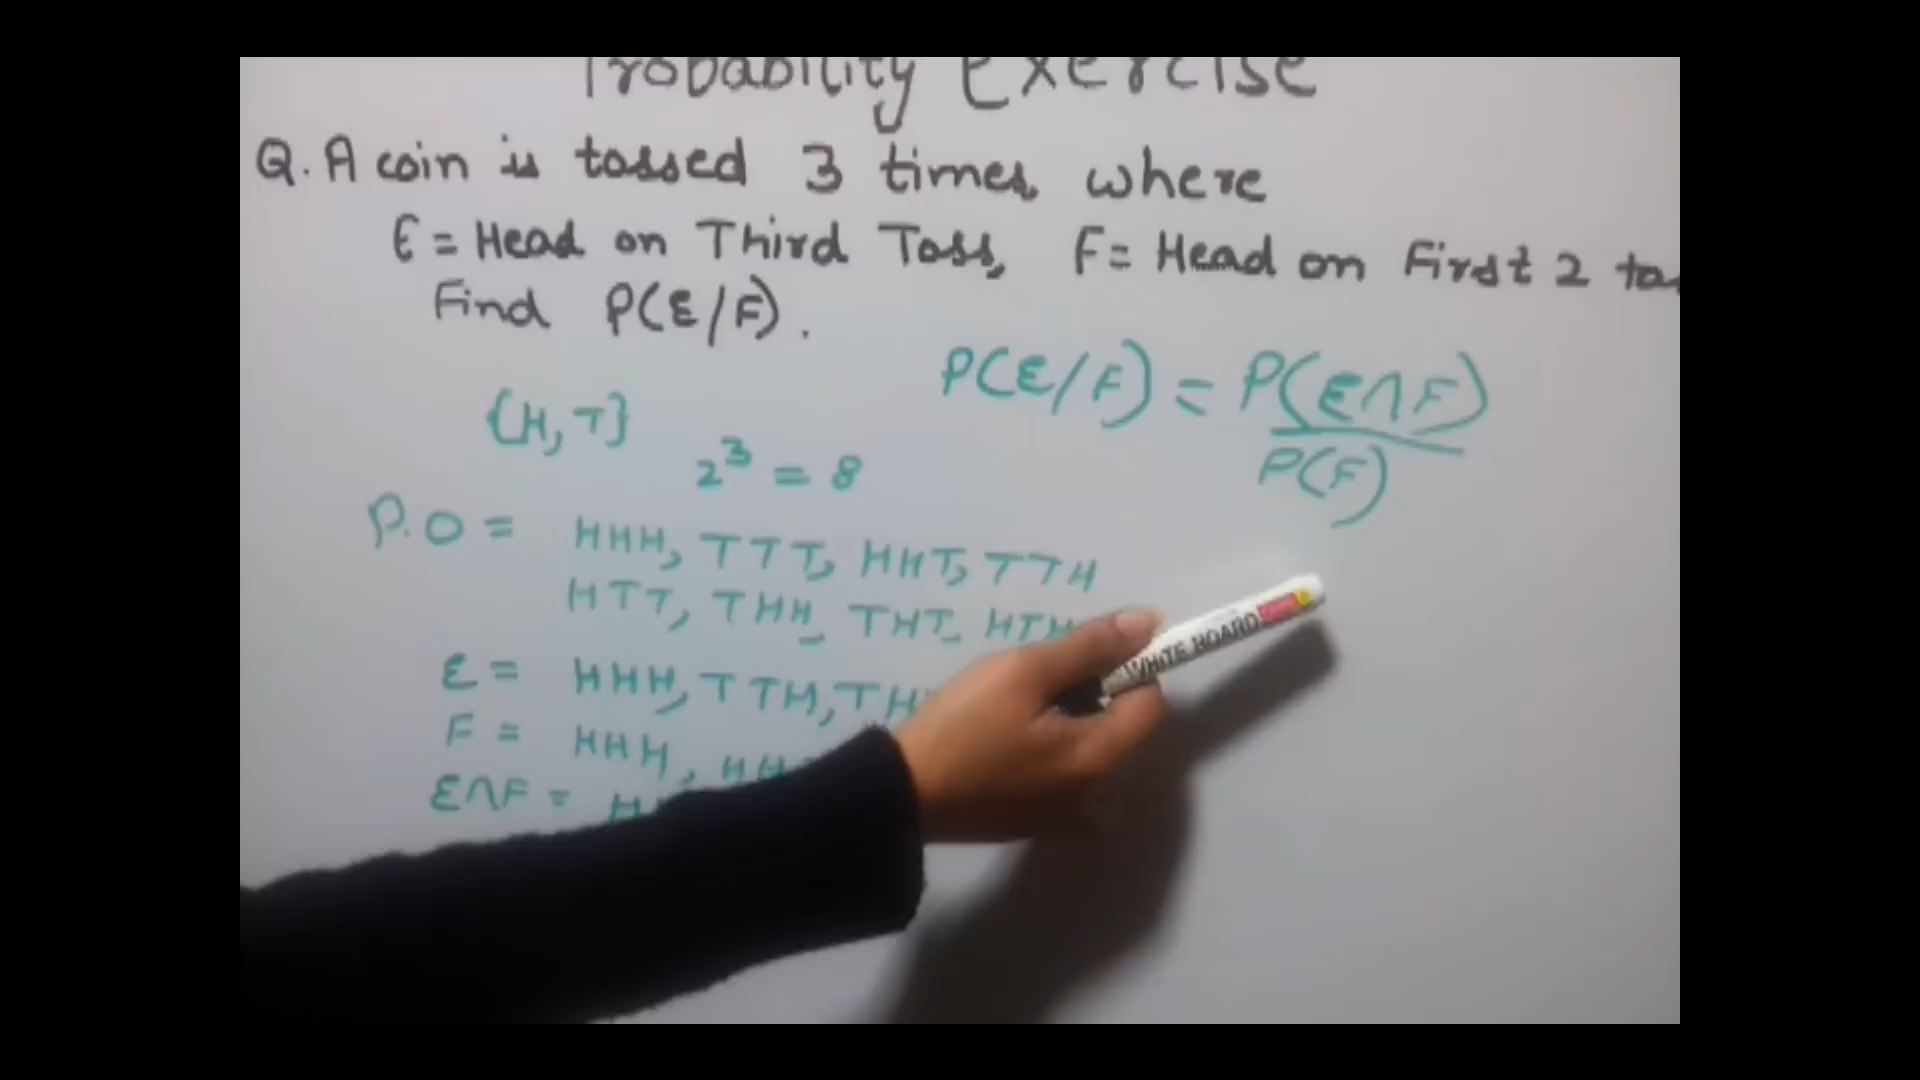 Probability Exercise
Q. A coin is tossed 3 times, where
E = Head on Third Toss, F = Head on First 2
Find P(E/F).
P(E/F) = P(E∩F)
P(F)
{H, T}
2³ = 8
P.O = HHH, TTT, HHT, TTH
HTT, THH, THT, HTH
E = HHH, TTH,
F = HHH,
E∩F =
WHITE BOARD